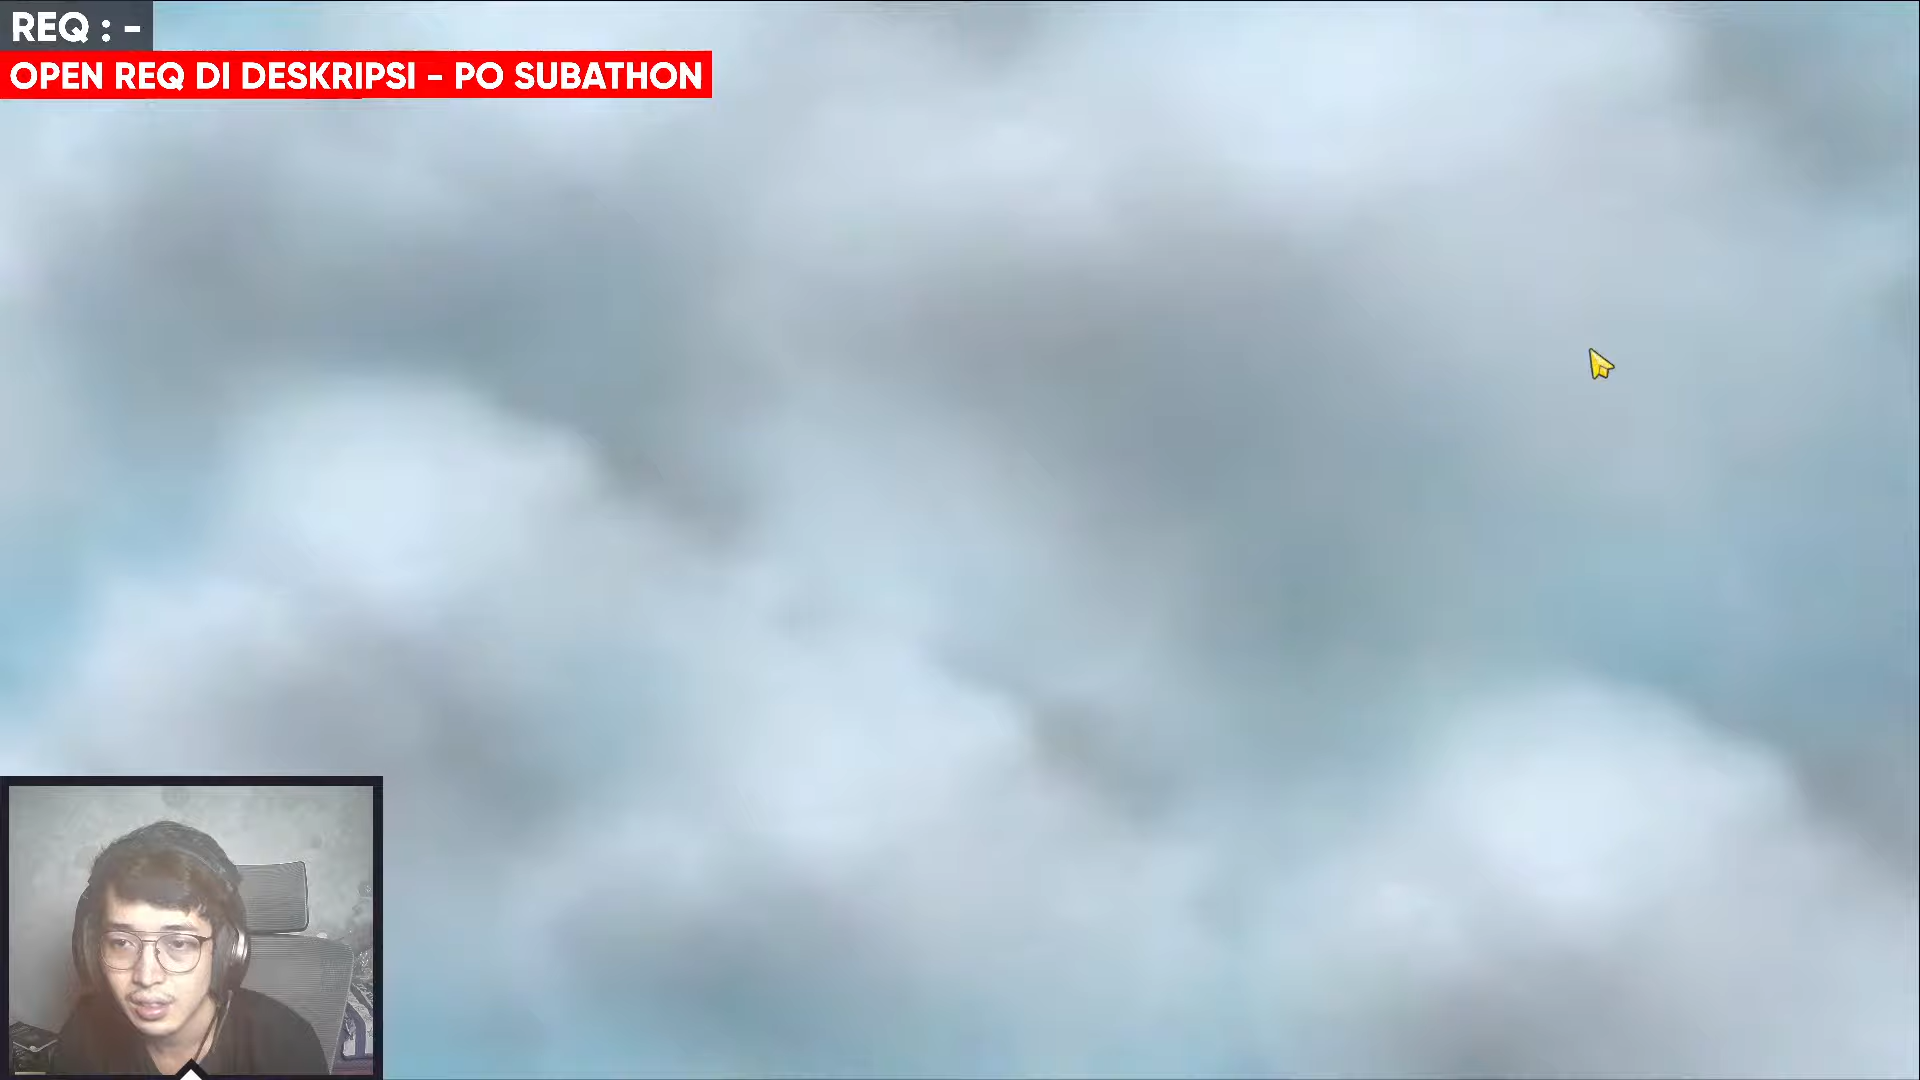 REQ : -
OPEN REQ DI DESKRIPSI - PO SUBATHON